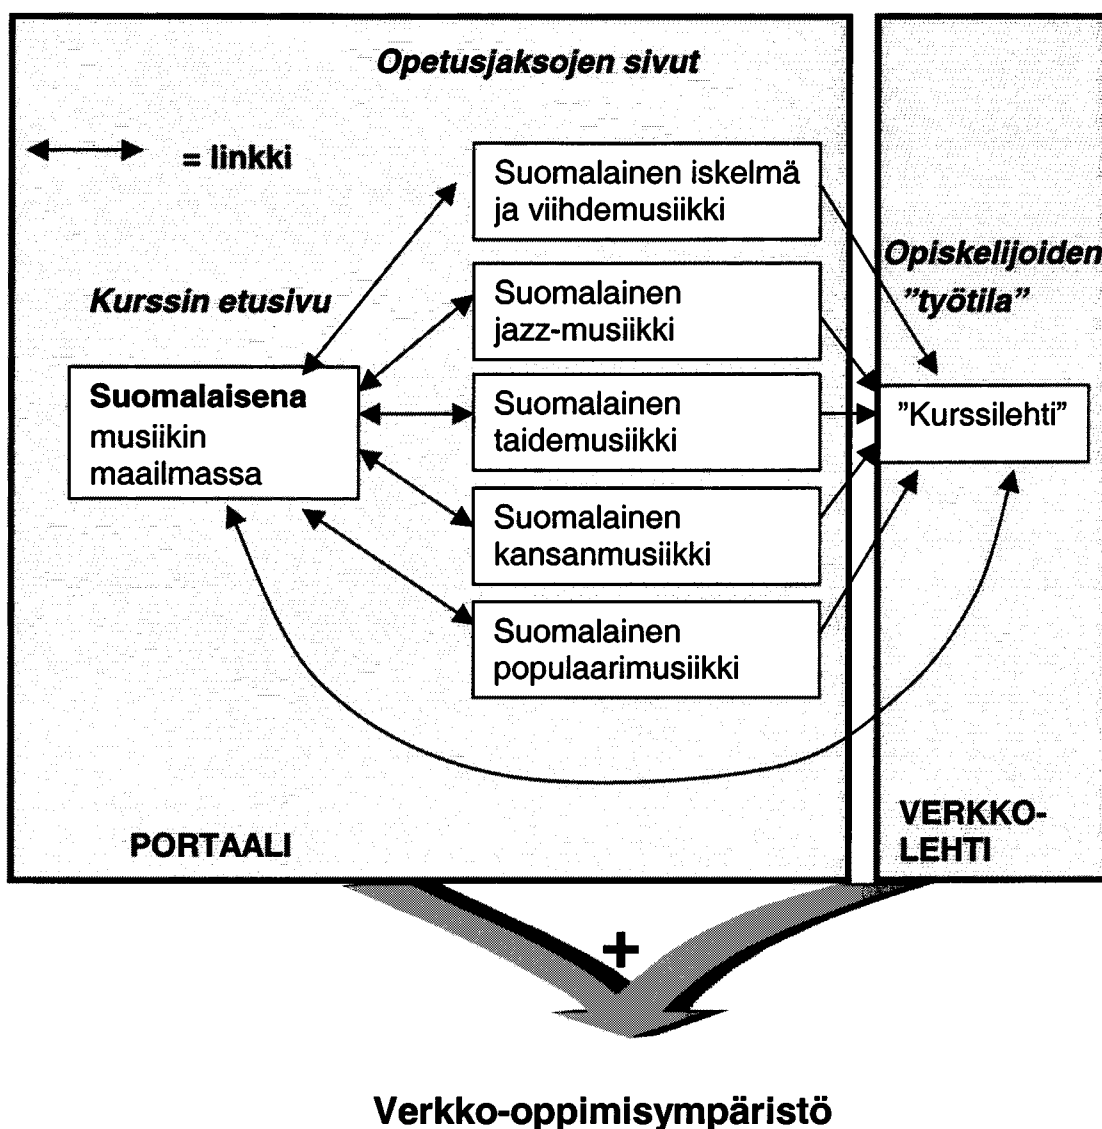 Opetusjaksojen sivut
= linkki
Suomalainen iskelmä
ja viihdemusiikki
Opiskelijoiden
”työtila”
Kurssin etusivu
Suomalainen
jazz-musiikki
Suomalaisena
musiikin
maailmassa
Suomalainen
taidemusiikki
”Kurssilehti”
Suomalainen
kansanmusiikki
Suomalainen
populaarimusiikki
PORTAALI
VERKKO-
LEHTI
+
Verkko-oppimisympäristö